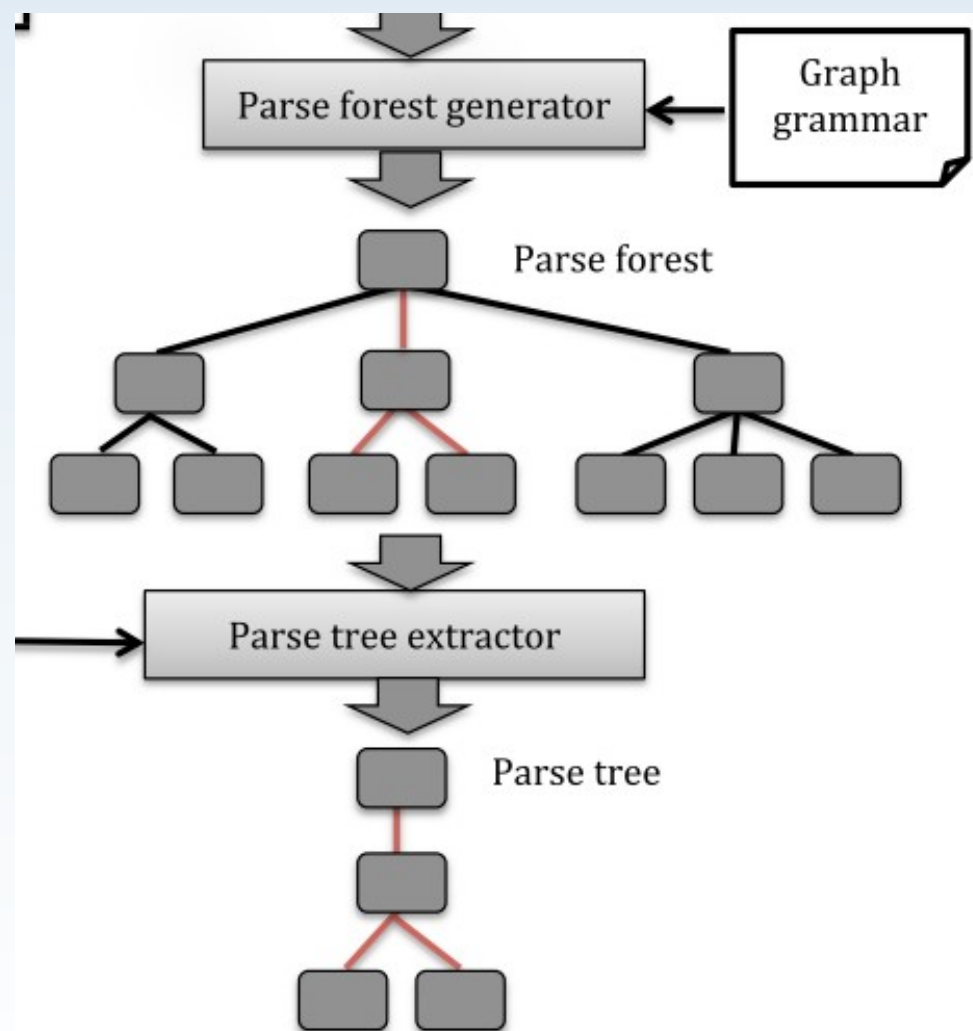 Parse forest generator
Graph
grammar
Parse forest
Parse tree extractor
Parse tree